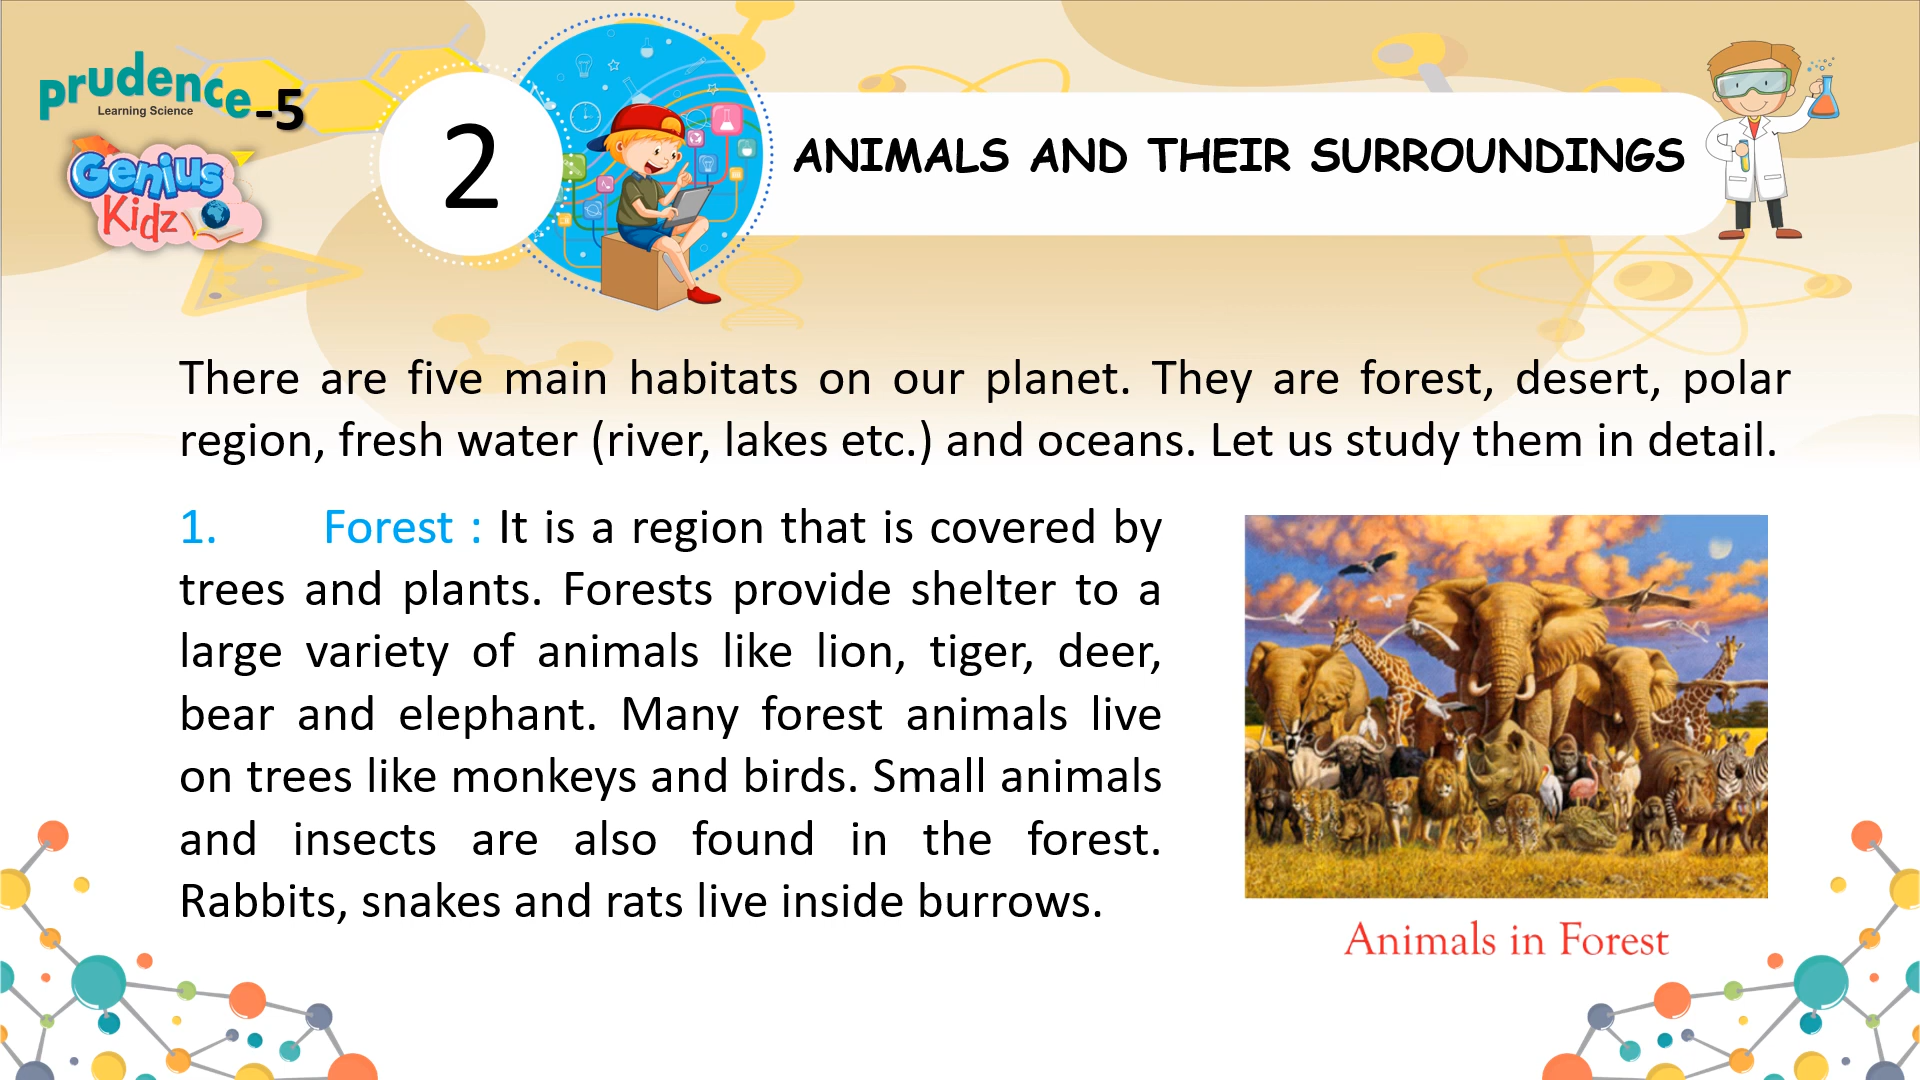 prudence-5
Learning Science
Genius
Kidz
2
ANIMALS AND THEIR SURROUNDINGS
There are five main habitats on our planet. They are forest, desert, polar
region, fresh water (river, lakes etc.) and oceans. Let us study them in detail.
1. Forest : It is a region that is covered by
trees and plants. Forests provide shelter to a
large variety of animals like lion, tiger, deer,
bear and elephant. Many forest animals live
on trees like monkeys and birds. Small animals
and insects are also found in the forest.
Rabbits, snakes and rats live inside burrows.
Animals in Forest